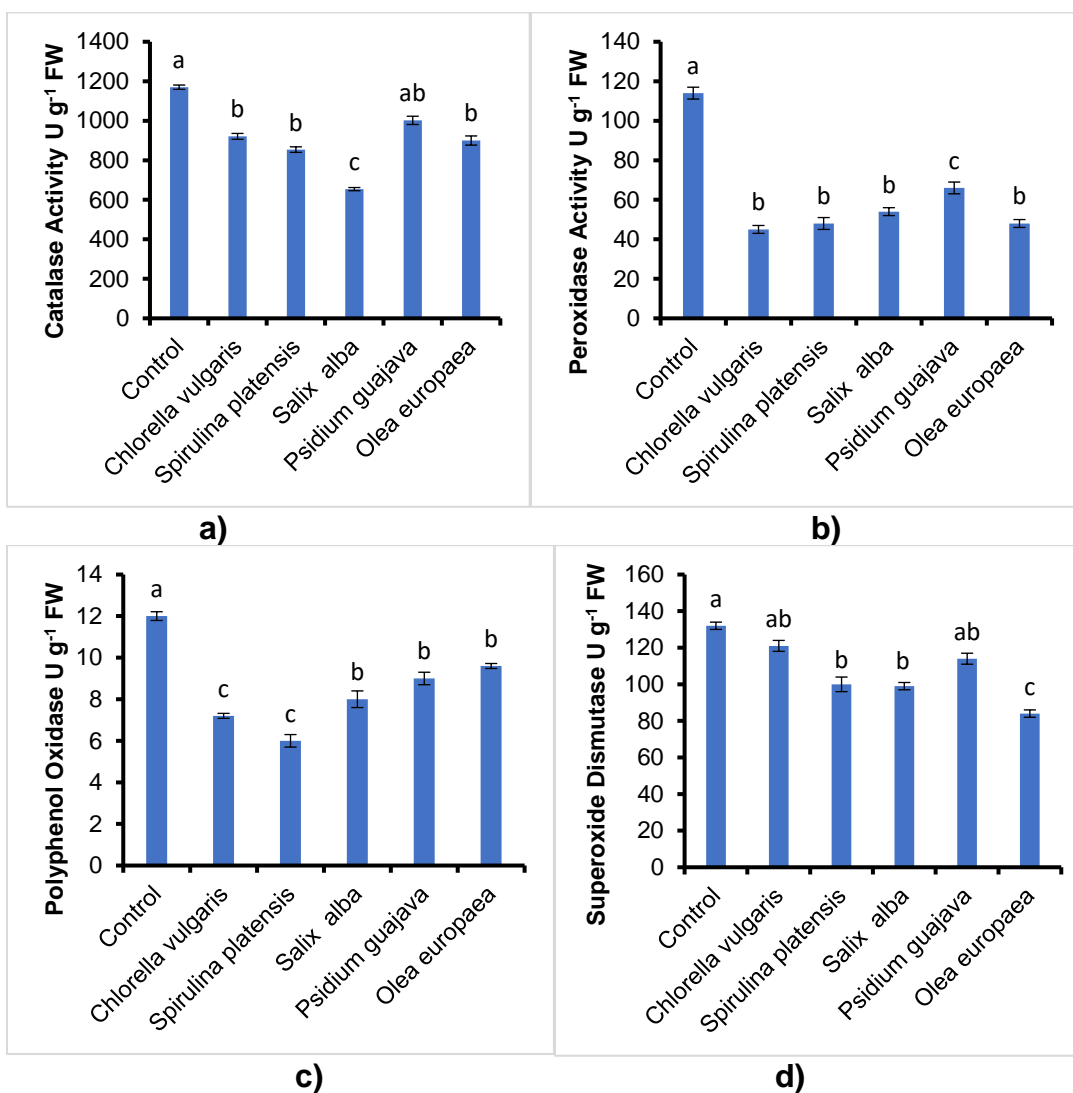 Catalase Activity U g⁻¹ FW
1400
1200
1000
800
600
400
200
0
a
b
b
c
ab
b
Control
Chlorella vulgaris
Spirulina platensis
Salix alba
Psidium guajava
Olea europaea
a)
Peroxidase Activity U g⁻¹ FW
140
120
100
80
60
40
20
0
a
b
b
b
c
b
Control
Chlorella vulgaris
Spirulina platensis
Salix alba
Psidium guajava
Olea europaea
b)
Polyphenol Oxidase U g⁻¹ FW
14
12
10
8
6
4
2
0
a
c
c
b
b
b
Control
Chlorella vulgaris
Spirulina platensis
Salix alba
Psidium guajava
Olea europaea
c)
Superoxide Dismutase U g⁻¹ FW
160
140
120
100
80
60
40
20
0
a
ab
b
b
ab
c
Control
Chlorella vulgaris
Spirulina platensis
Salix alba
Psidium guajava
Olea europaea
d)